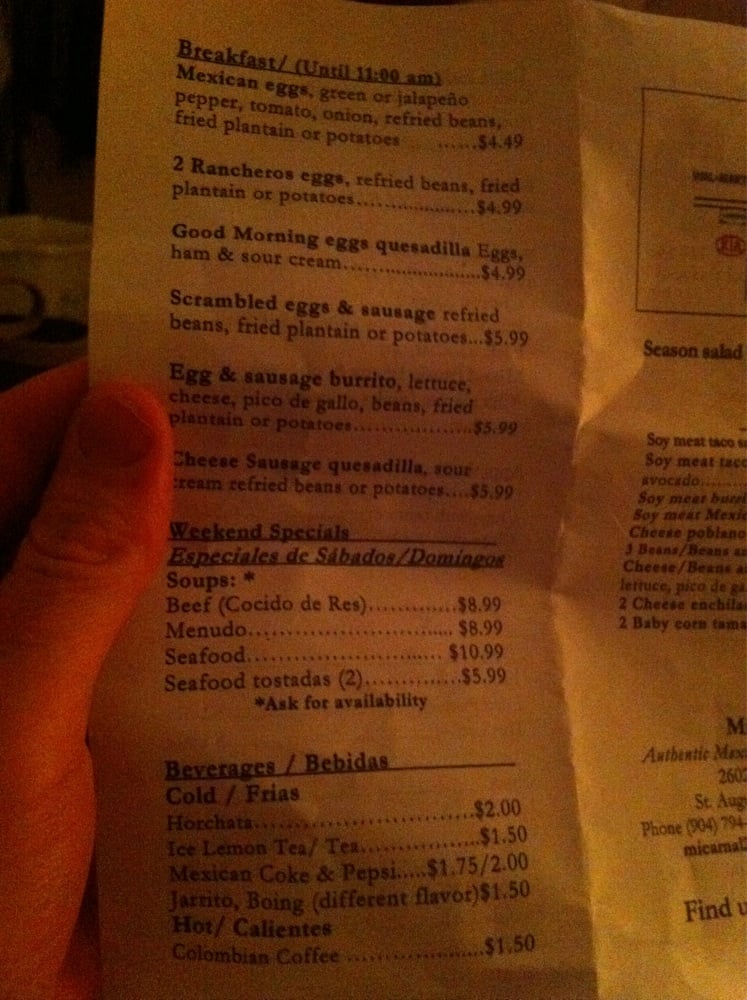 Breakfast/ (Until 11:00 am)
Mexican eggs, green or jalapeño
pepper, tomato, onion, refried beans,
fried plantain or potatoes ......$4.49
2 Rancheros eggs, refried beans, fried
plantain or potatoes......................$4.99
Good Morning eggs quesadilla Eggs,
ham & sour cream.........................$4.99
Scrambled eggs & sausage refried
beans, fried plantain or potatoes...$5.99
Egg & sausage burrito, lettuce,
cheese, pico de gallo, beans, fried
plantain or potatoes......................$5.99
Cheese Sausage quesadilla, sour
cream refried beans or potatoes....$5.99
Weekend Specials
Especiales de Sábados/Domingos
Soups: *
Beef (Cocido de Res)..............$8.99
Menudo.................................. $8.99
Seafood................................ $10.99
Seafood tostadas (2)...............$5.99
*Ask for availability
Beverages / Bebidas
Cold / Frias
Horchata....................................$2.00
Ice Lemon Tea/ Tea....................$1.50
Mexican Coke & Pepsi.....$1.75/2.00
Jarrito, Boing (different flavor)$1.50
Hot/ Calientes
Colombian Coffee ......................$1.50
KIA
Season salad
Soy meat taco
Soy meat taco
avocado........
Soy meat
Soy meat
Cheese poblano
3 Beans/Beans
Cheese/Beans
lettuce, pico de
2 Cheese
2 Baby corn
Authentic
2602
St.
Phone (904) 794-
Find